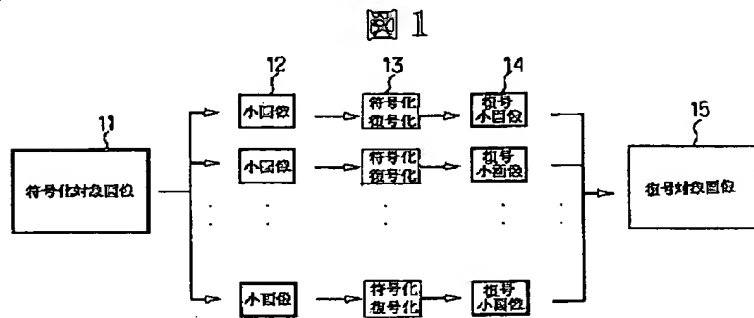 図 1
12
13
14
11
15
小画像
符号化
復号化
復号
小画像
小画像
符号化
復号化
復号
小画像
符号化対象画像
復号対象画像
小画像
符号化
復号化
復号
小画像